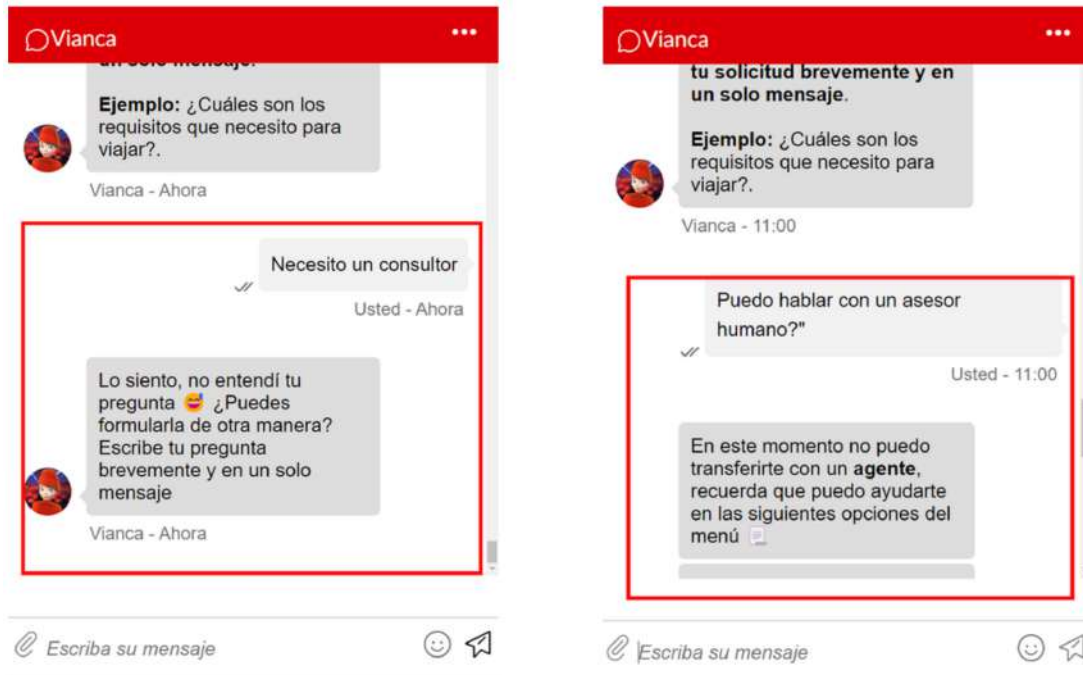 Vianca
un solo mensaje.
Ejemplo: ¿Cuáles son los
requisitos que necesito para
viajar?.
Vianca - Ahora
Necesito un consultor
Usted - Ahora
Lo siento, no entendí tu
pregunta 😅 ¿Puedes
formularla de otra manera?
Escribe tu pregunta
brevemente y en un solo
mensaje
Vianca - Ahora
Escriba su mensaje
Vianca
tu solicitud brevemente y en
un solo mensaje.
Ejemplo: ¿Cuáles son los
requisitos que necesito para
viajar?.
Vianca - 11:00
Puedo hablar con un asesor
humano?"
Usted - 11:00
En este momento no puedo
transferirte con un agente,
recuerda que puedo ayudarte
en las siguientes opciones del
menú 📃
Escriba su mensaje